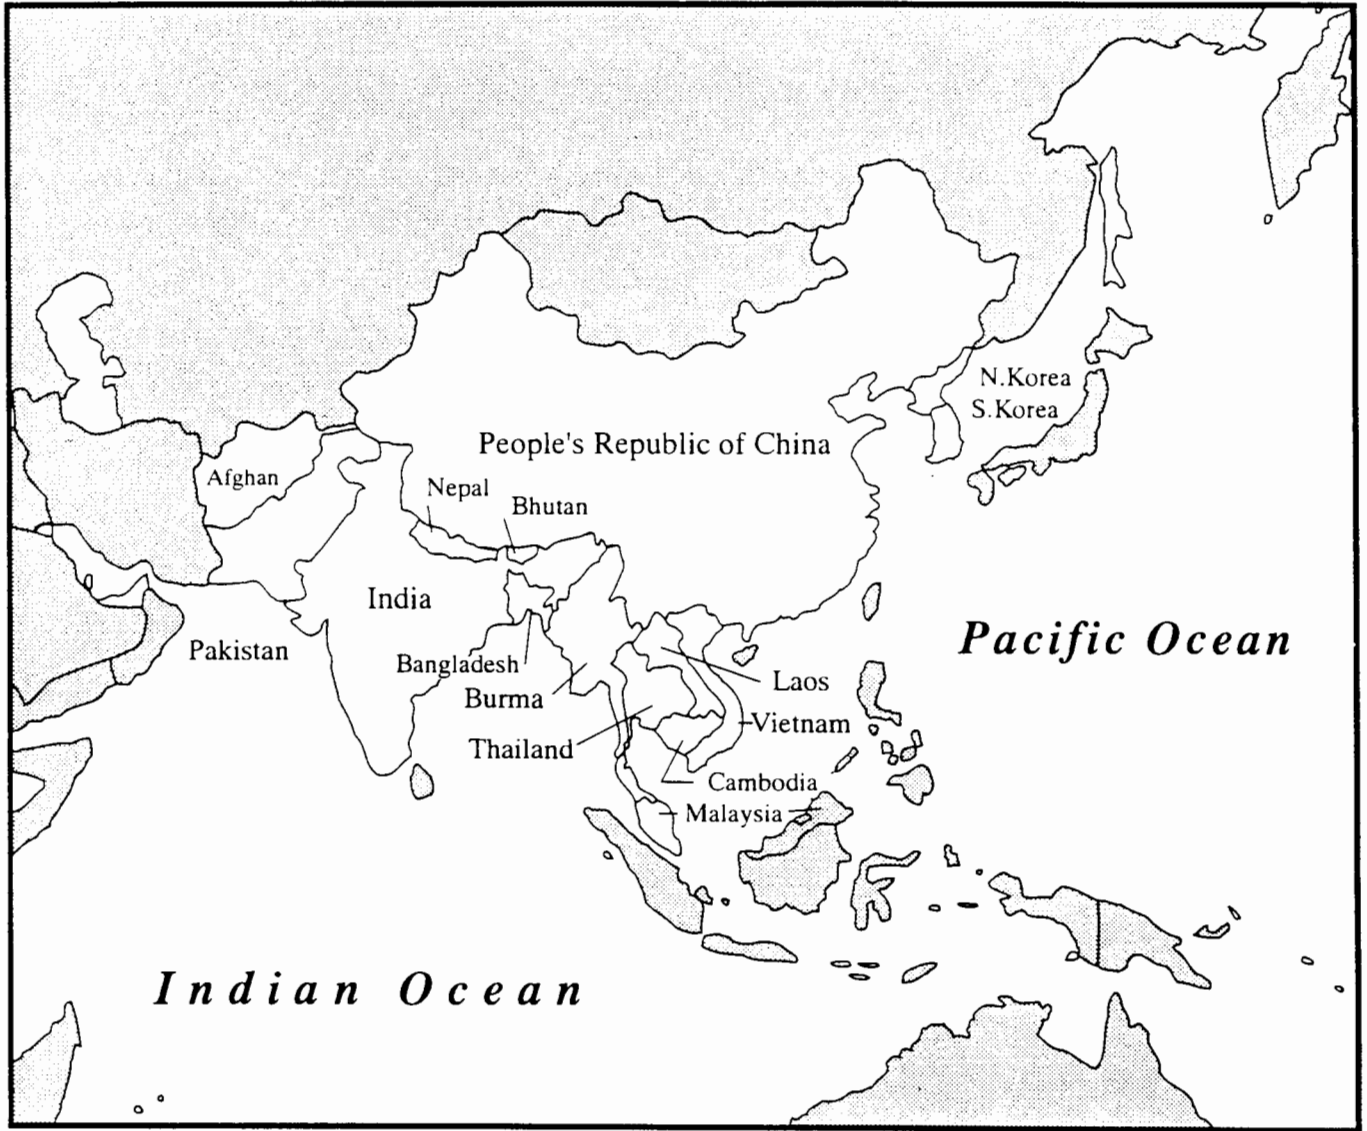 N.Korea
S.Korea
People's Republic of China
Afghan
Nepal
Bhutan
India
Pakistan
Pacific Ocean
Bangladesh
Laos
Burma
Vietnam
Thailand
Cambodia
Malaysia
Indian Ocean